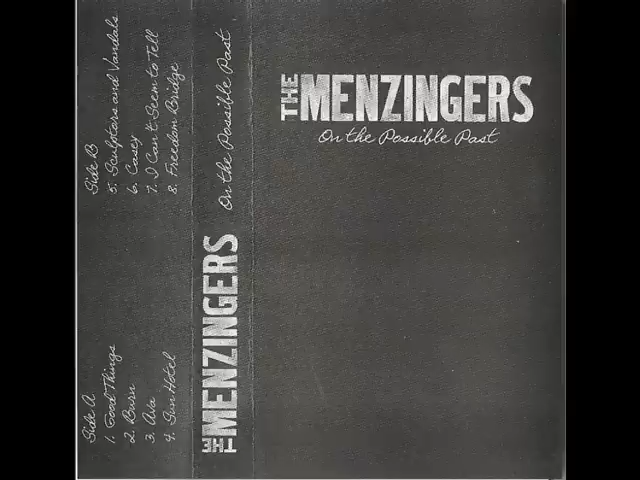 THE MENZINGERS
On the Possible Past
THE MENZINGERS On the Possible Past
Side A
1. Good Things
2. Burn
3. Ava
4. Gun Hotel
Side B
5. Sculptors and Vandals
6. Casey
7. I Can't Seem to Tell
8. Freedom Bridge